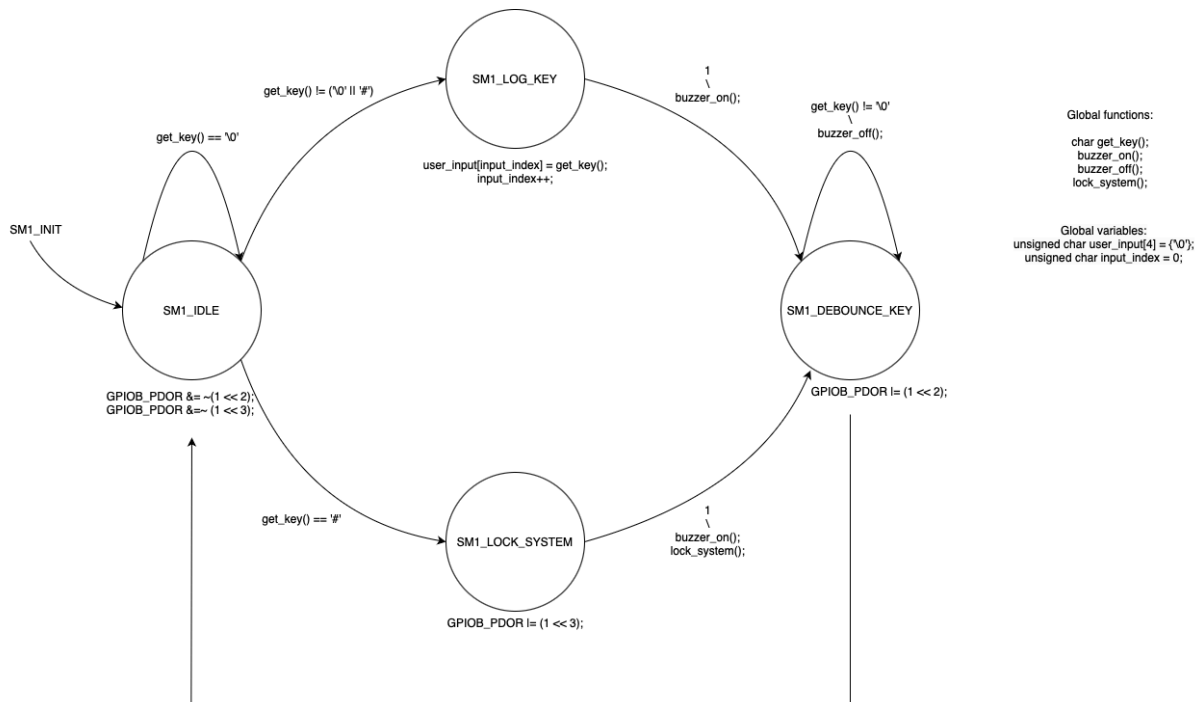 SM1_LOG_KEY
get_key() != ('\0' || '#')
1
\
buzzer_on();
get_key() != '\0'
\
buzzer_off();
Global functions:
char get_key();
buzzer_on();
buzzer_off();
lock_system();
get_key() == '\0'
user_input[input_index] = get_key();
input_index++;
SM1_INIT
Global variables:
unsigned char user_input[4] = {'\0'};
unsigned char input_index = 0;
SM1_IDLE
SM1_DEBOUNCE_KEY
GPIOB_PDOR &= ~(1 << 2);
GPIOB_PDOR &=~ (1 << 3);
GPIOB_PDOR |= (1 << 2);
get_key() == '#'
SM1_LOCK_SYSTEM
1
\
buzzer_on();
lock_system();
GPIOB_PDOR |= (1 << 3);